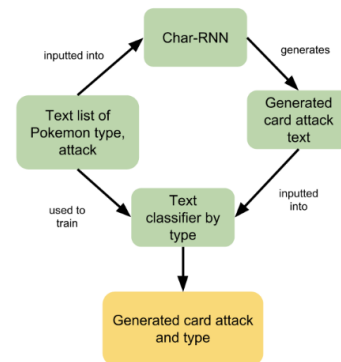 Char-RNN
inputted into
generates
Text list of
Pokemon type,
attack
Generated
card attack
text
used to
train
Text
classifier by
type
inputted
into
Generated card attack
and type